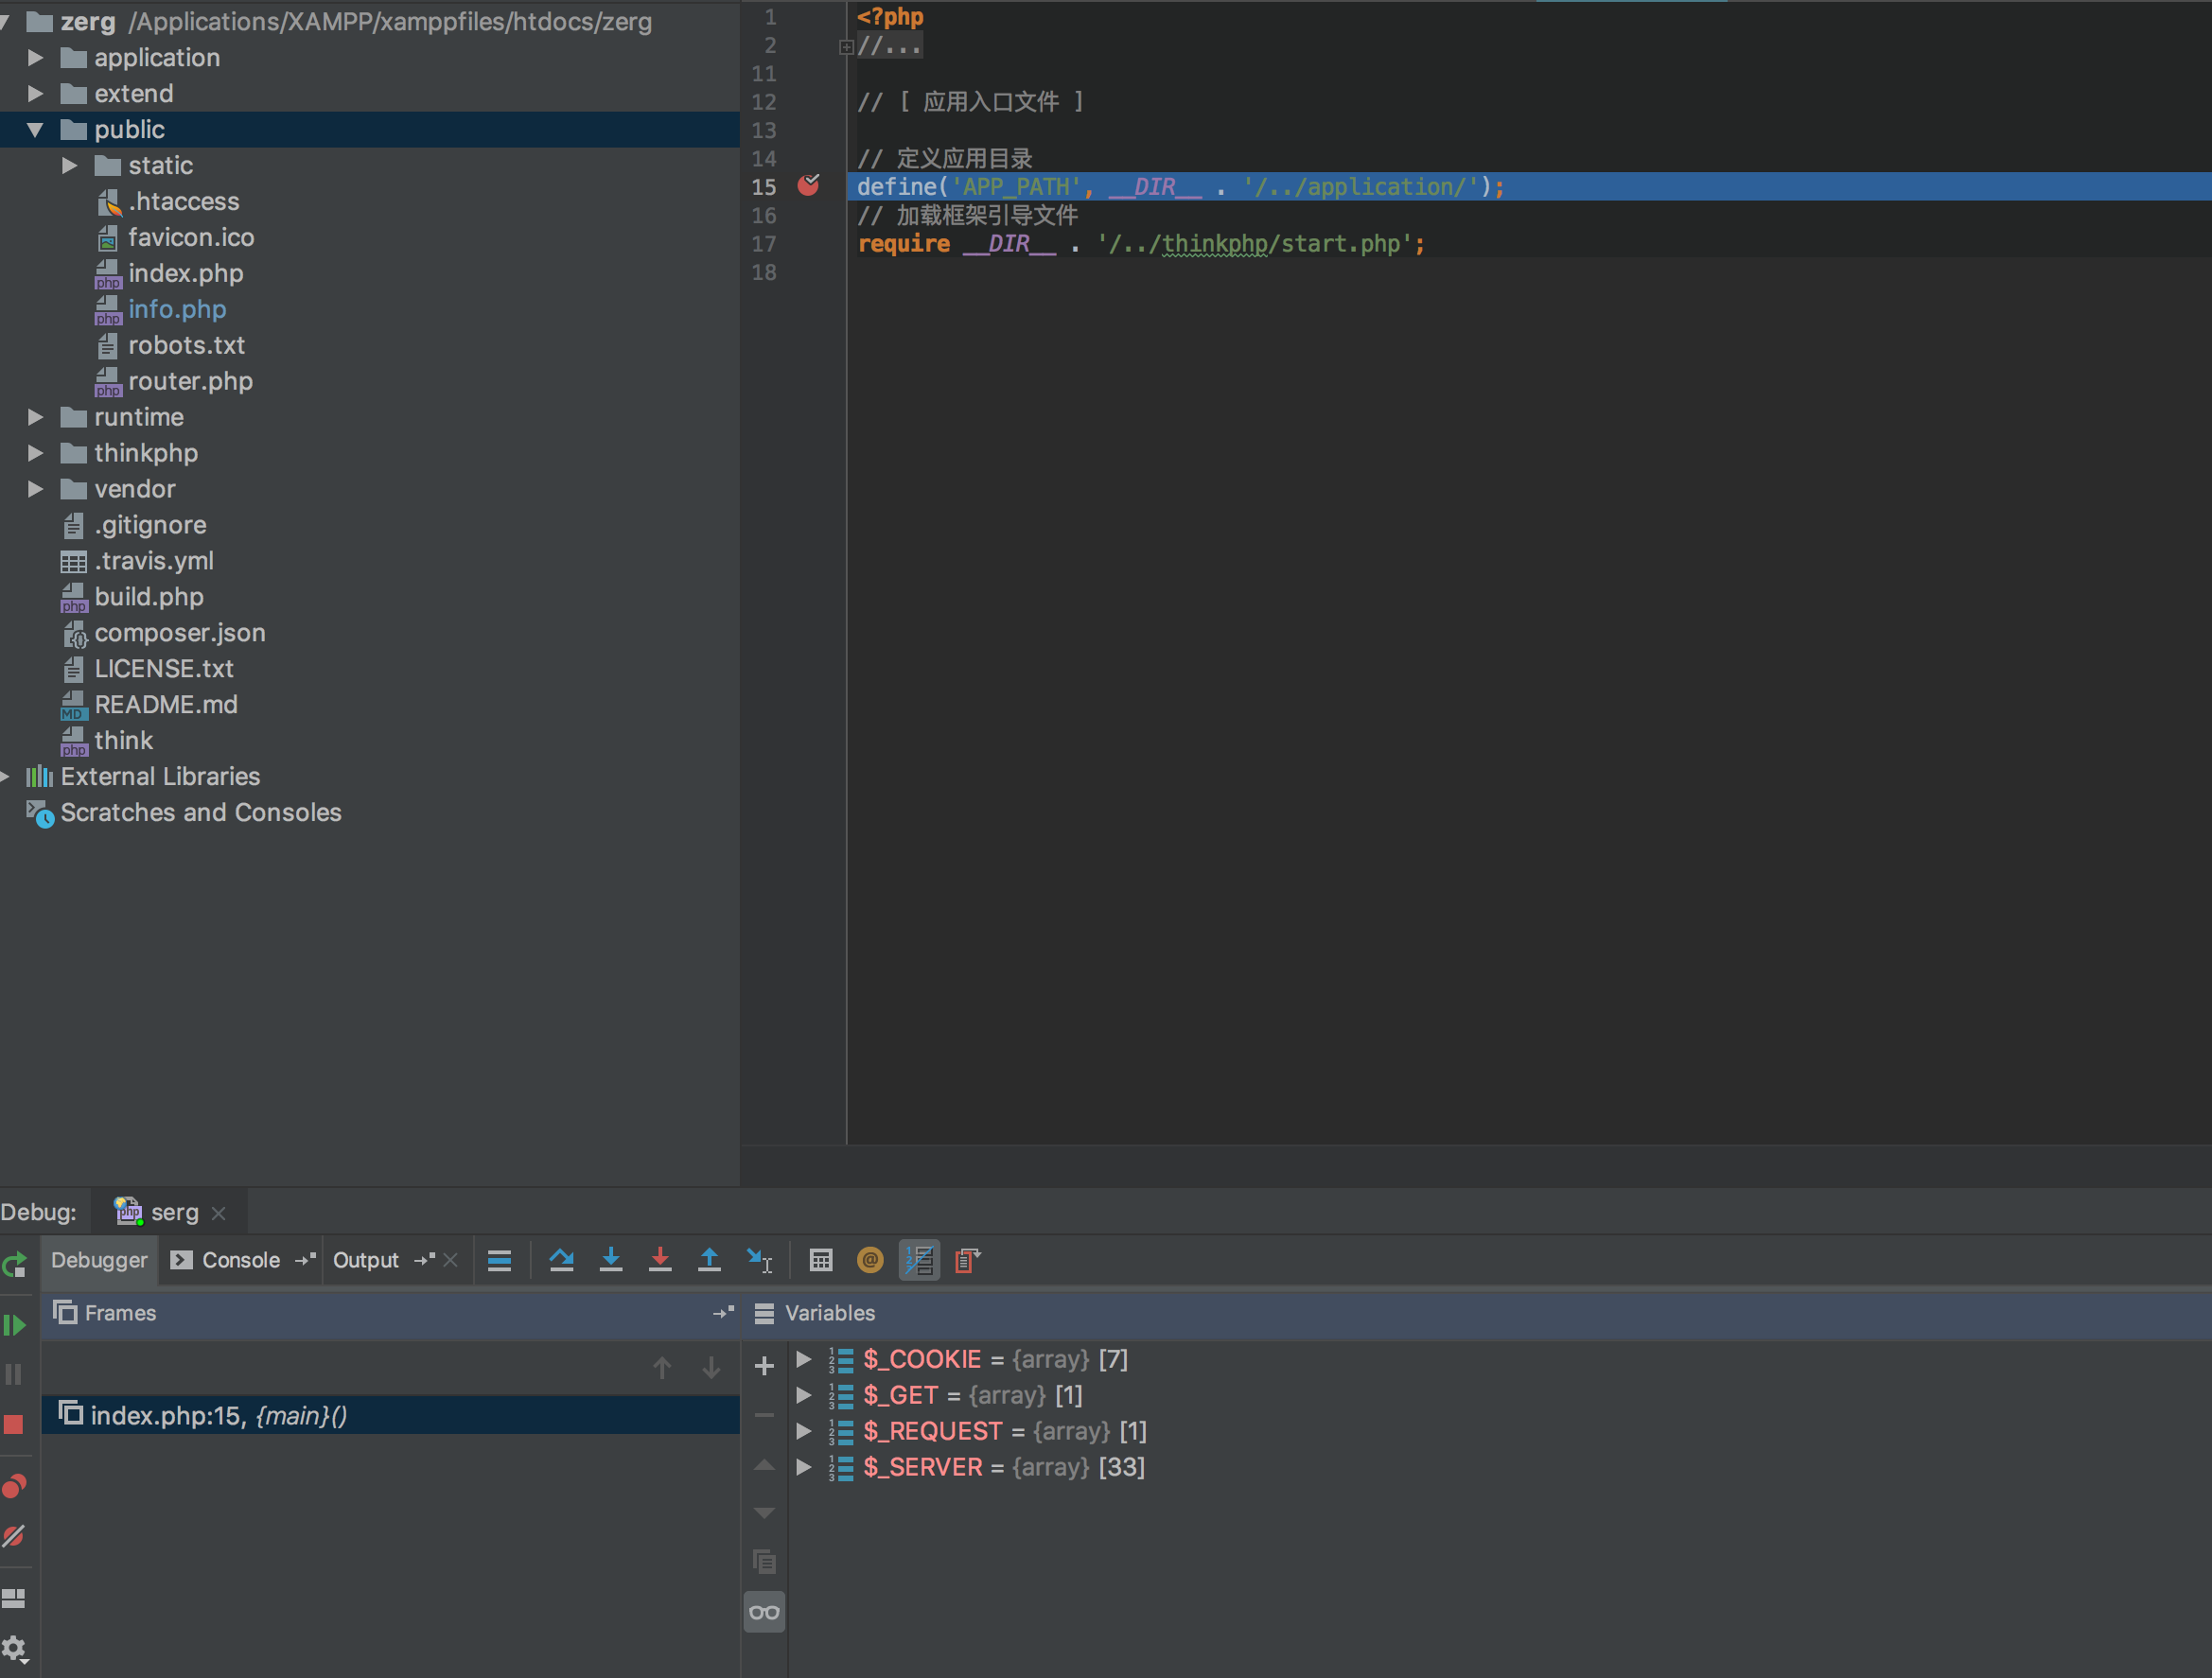 zerg /Applications/XAMPP/xamppfiles/htdocs/zerg
application
extend
public
static
.htaccess
favicon.ico
index.php
info.php
robots.txt
router.php
runtime
thinkphp
vendor
.gitignore
.travis.yml
build.php
composer.json
LICENSE.txt
README.md
think
External Libraries
Scratches and Consoles
1 <?php
2 //...
11
12 // [ 应用入口文件 ]
13
14 // 定义应用目录
15 define('APP_PATH', __DIR__ . '/../application/');
16 // 加载框架引导文件
17 require __DIR__ . '/../thinkphp/start.php';
18
Debug: serg
Debugger Console Output
Frames
index.php:15, {main}()
Variables
$_COOKIE = {array} [7]
$_GET = {array} [1]
$_REQUEST = {array} [1]
$_SERVER = {array} [33]